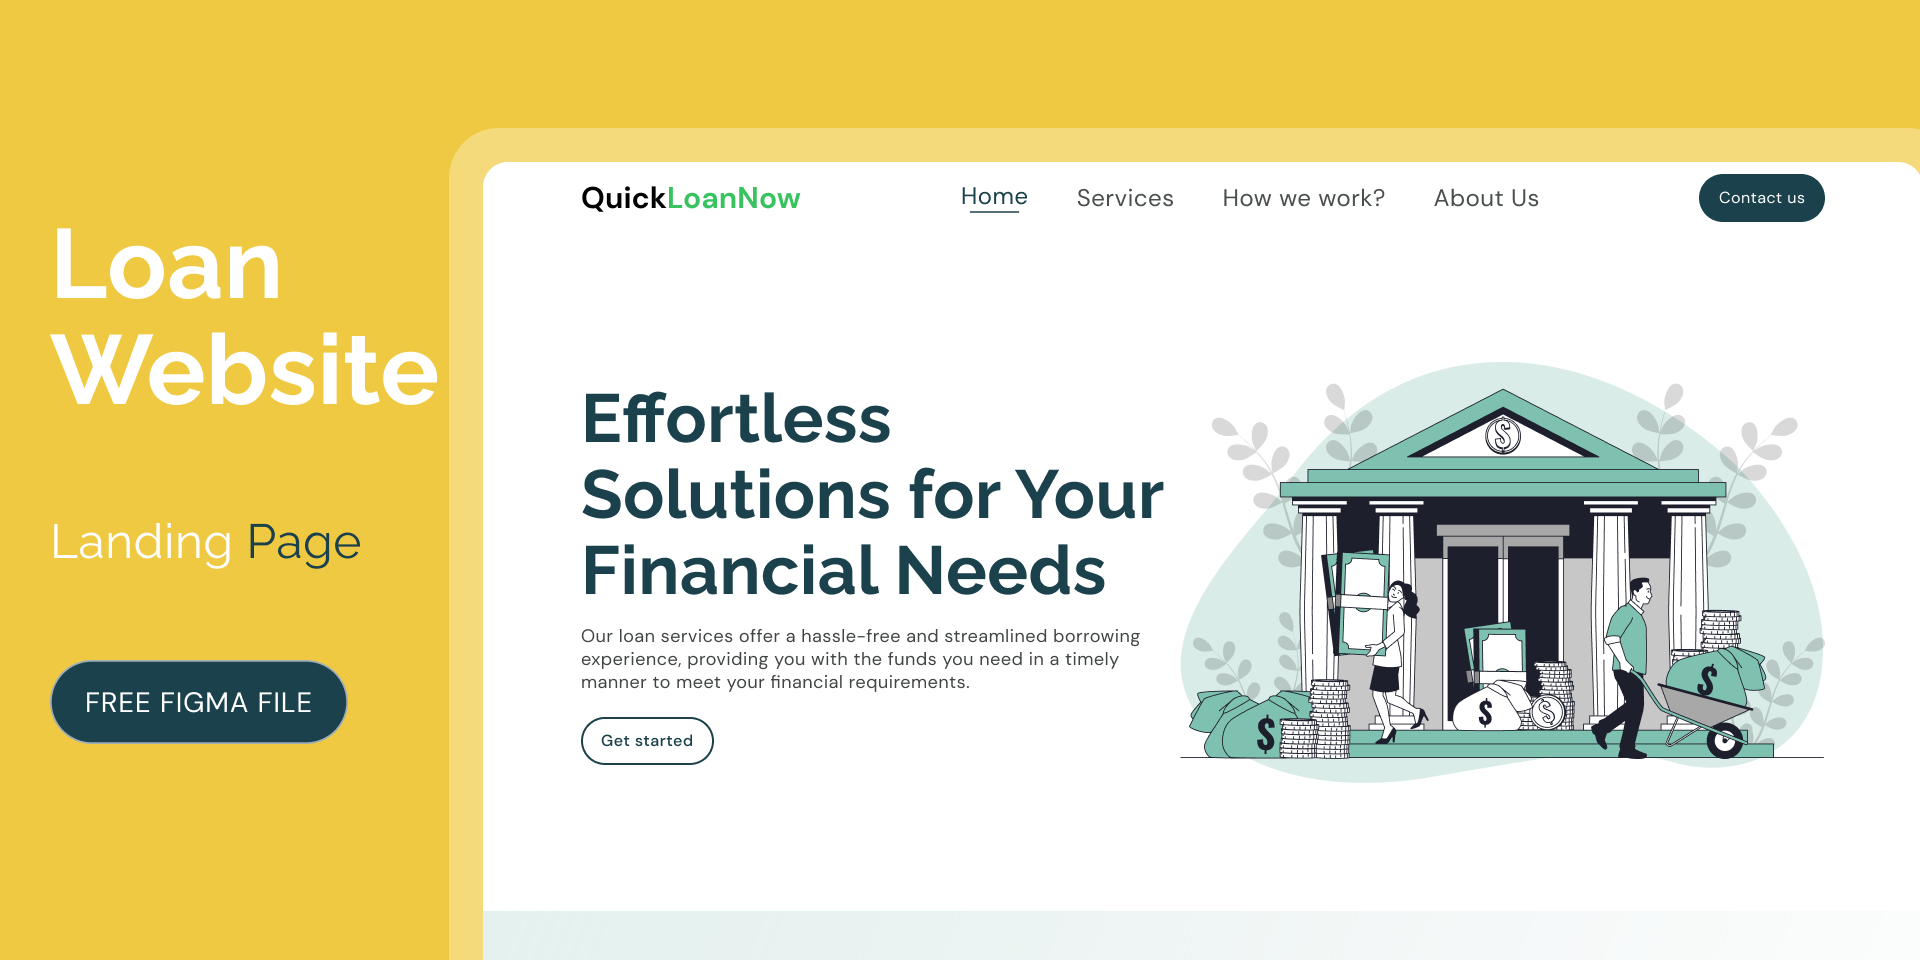 Loan
Website
Landing Page
FREE FIGMA FILE
QuickLoanNow
Home
Services
How we work?
About Us
Contact us
Effortless
Solutions for Your
Financial Needs
Our loan services offer a hassle-free and streamlined borrowing
experience, providing you with the funds you need in a timely
manner to meet your financial requirements.
Get started
$
$
$
$
$